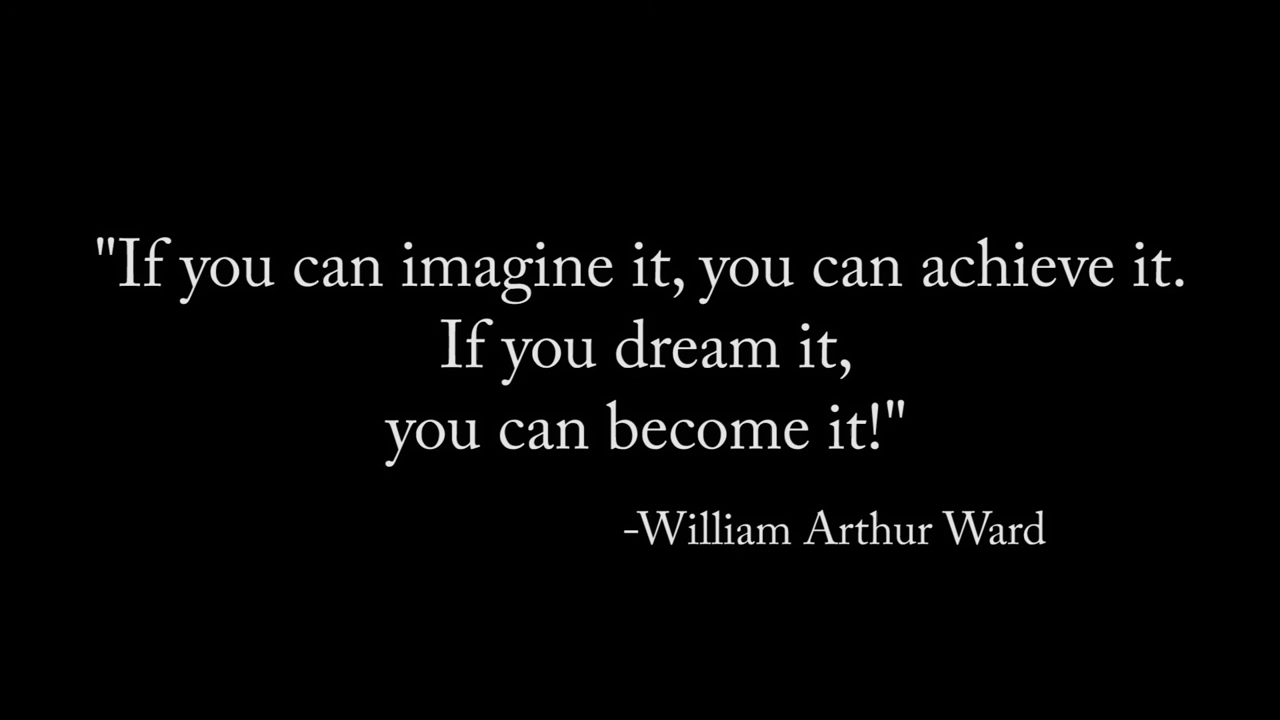 "If you can imagine it, you can achieve it.
If you dream it,
you can become it!"
-William Arthur Ward